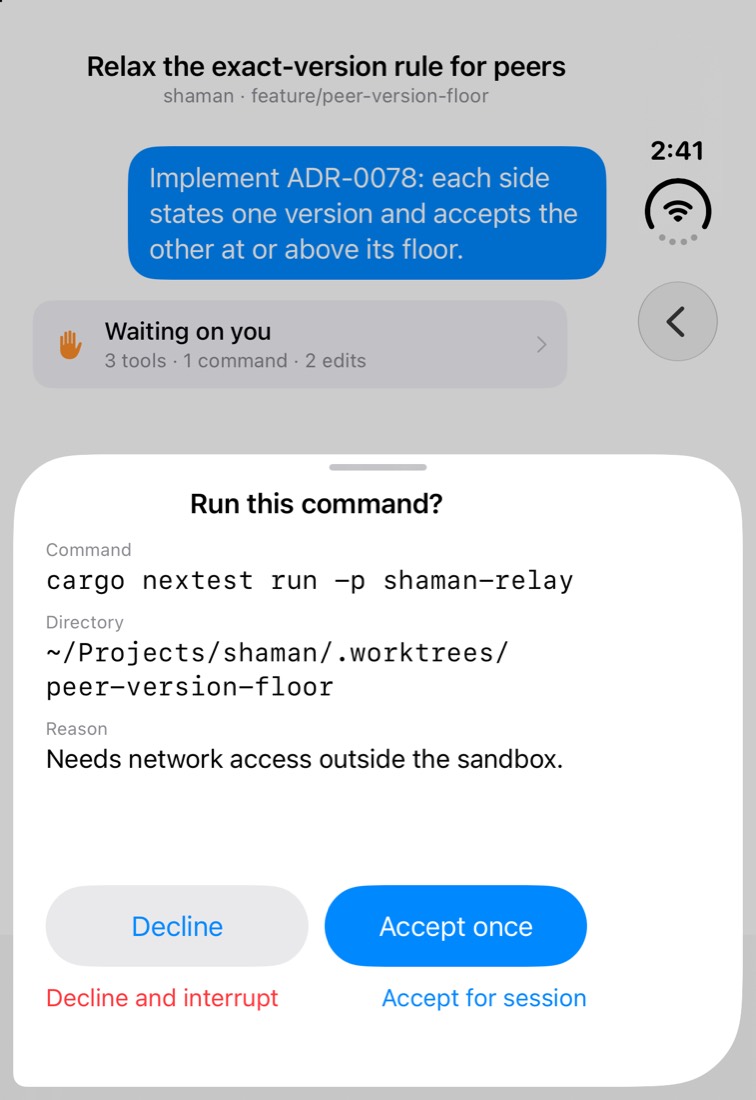 Relax the exact-version rule for peers
shaman · feature/peer-version-floor
2:41
Implement ADR-0078: each side
states one version and accepts the
other at or above its floor.
Waiting on you
3 tools · 1 command · 2 edits
Run this command?
Command
cargo nextest run -p shaman-relay
Directory
~/Projects/shaman/.worktrees/
peer-version-floor
Reason
Needs network access outside the sandbox.
Decline
Accept once
Decline and interrupt
Accept for session